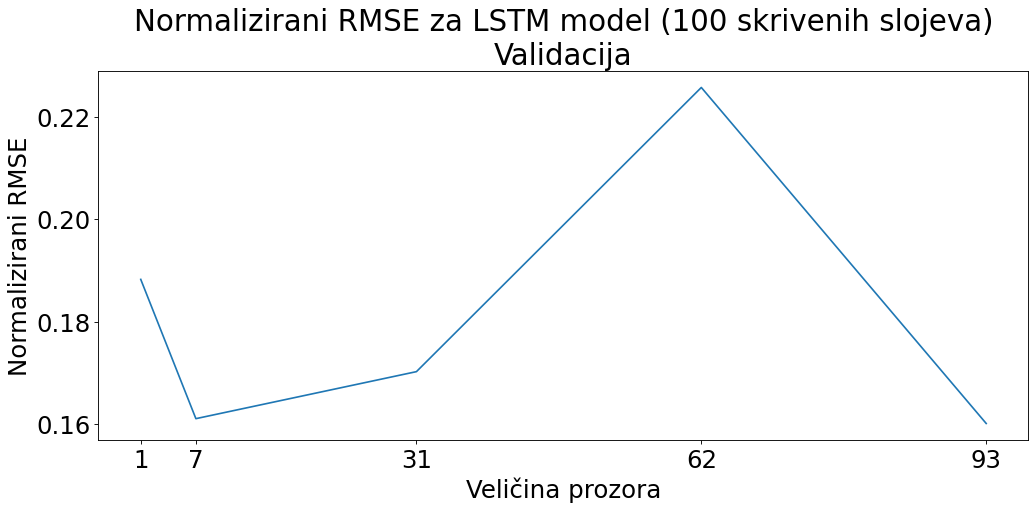 Normalizirani RMSE za LSTM model (100 skrivenih slojeva)
Validacija
Normalizirani RMSE
0.22
0.20
0.18
0.16
1 7 31 62 93
Veličina prozora